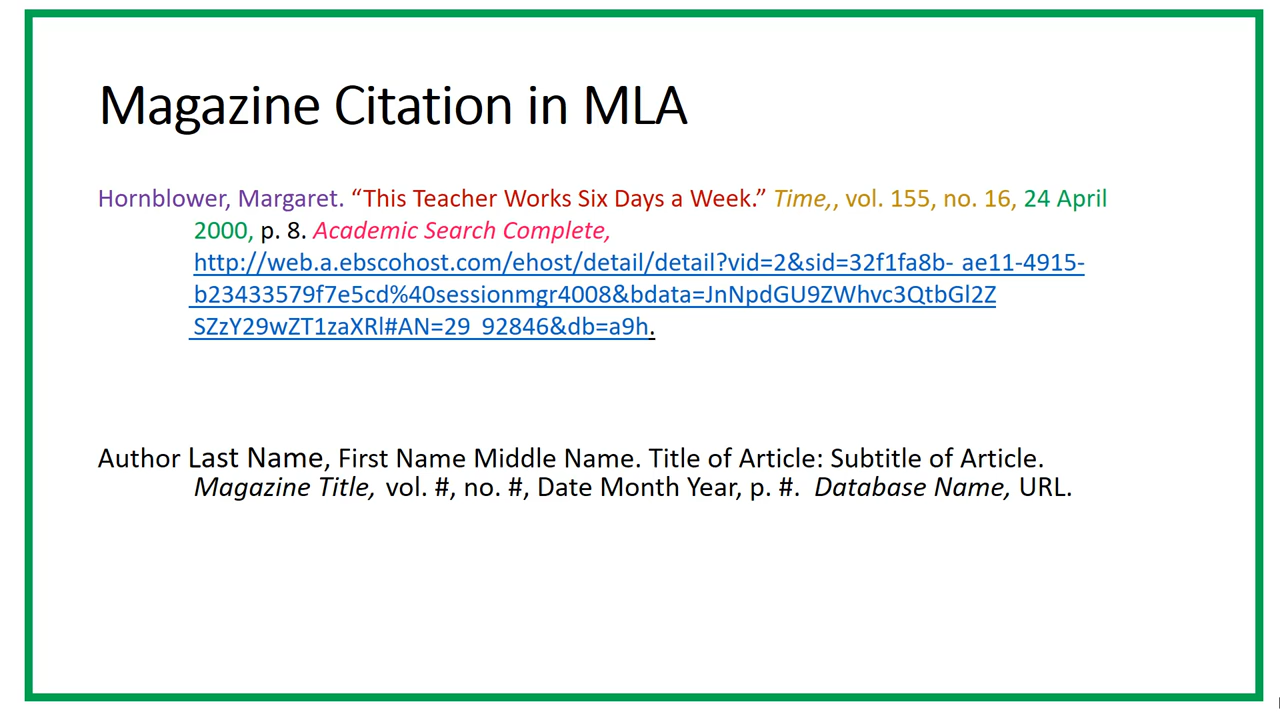 Magazine Citation in MLA
Hornblower, Margaret. “This Teacher Works Six Days a Week.” Time,, vol. 155, no. 16, 24 April
2000, p. 8. Academic Search Complete,
http://web.a.ebscohost.com/ehost/detail/detail?vid=2&sid=32f1fa8b- ae11-4915-
b23433579f7e5cd%40sessionmgr4008&bdata=JnNpdGU9ZWhvc3QtbGl2Z
SZzY29wZT1zaXRl#AN=29 92846&db=a9h.
Author Last Name, First Name Middle Name. Title of Article: Subtitle of Article.
Magazine Title, vol. #, no. #, Date Month Year, p. #. Database Name, URL.